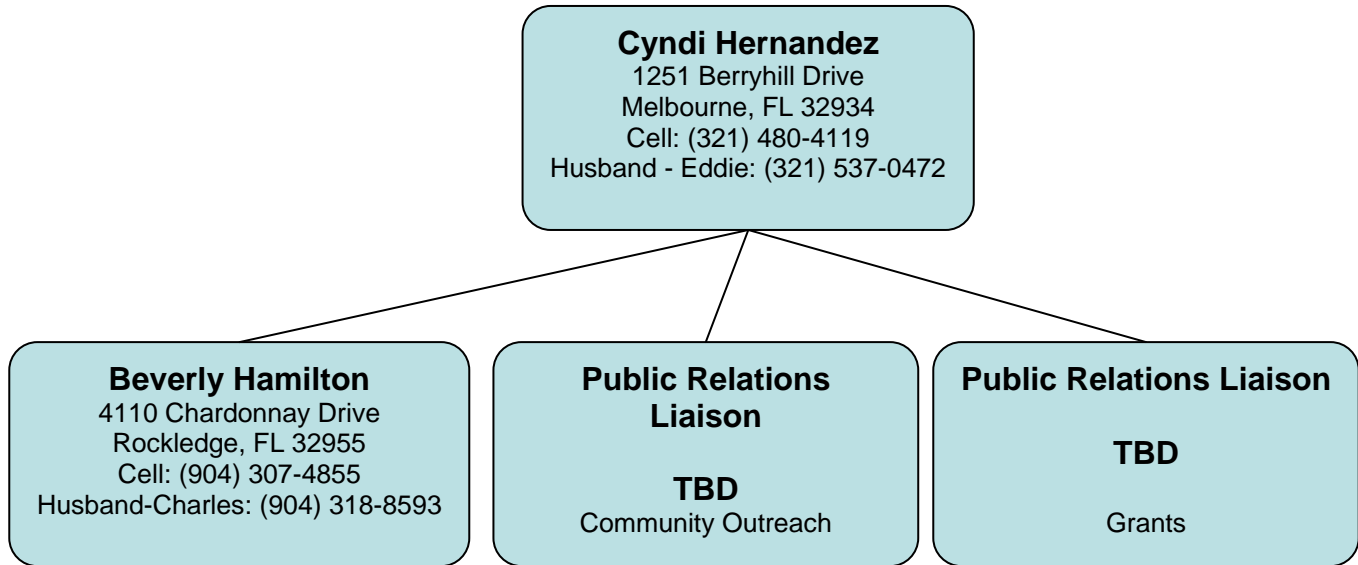 Cyndi Hernandez
1251 Berryhill Drive
Melbourne, FL 32934
Cell: (321) 480-4119
Husband - Eddie: (321) 537-0472
Beverly Hamilton
4110 Chardonnay Drive
Rockledge, FL 32955
Cell: (904) 307-4855
Husband-Charles: (904) 318-8593
Public Relations
Liaison
TBD
Community Outreach
Public Relations Liaison
TBD
Grants